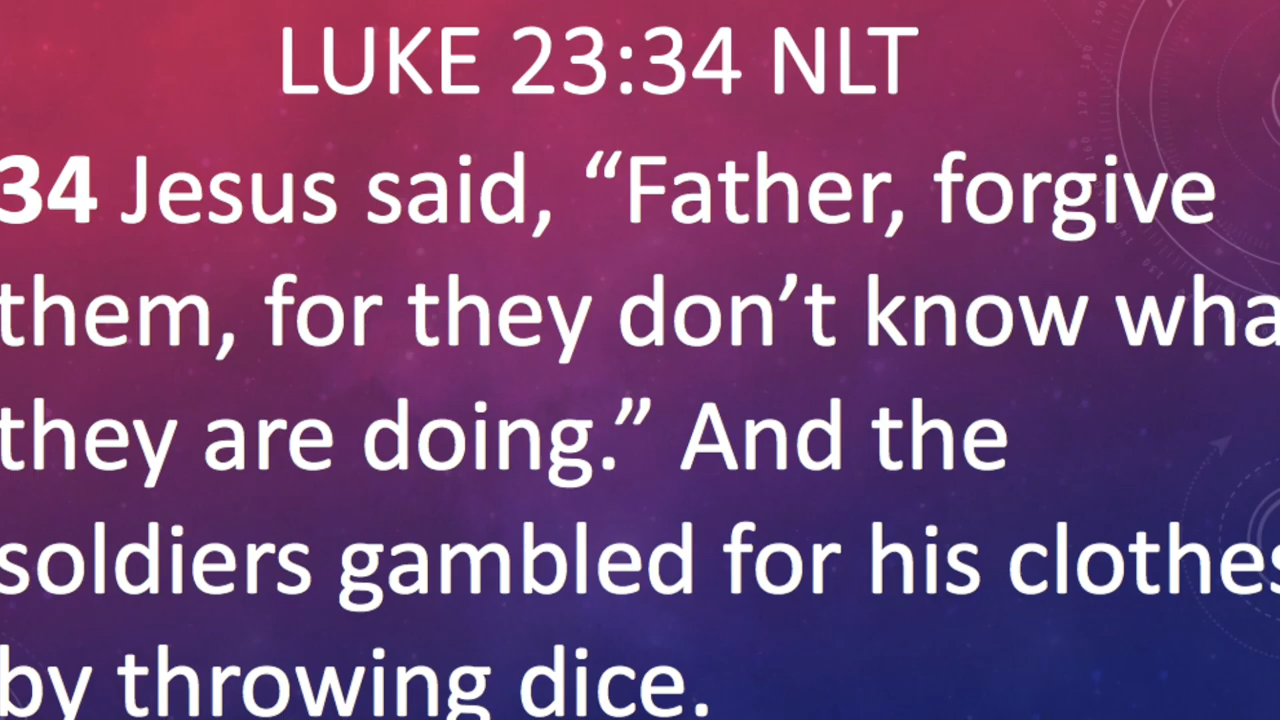 LUKE 23:34 NLT
34 Jesus said, “Father, forgive
them, for they don’t know wha
they are doing.” And the
soldiers gambled for his clothes
by throwing dice.